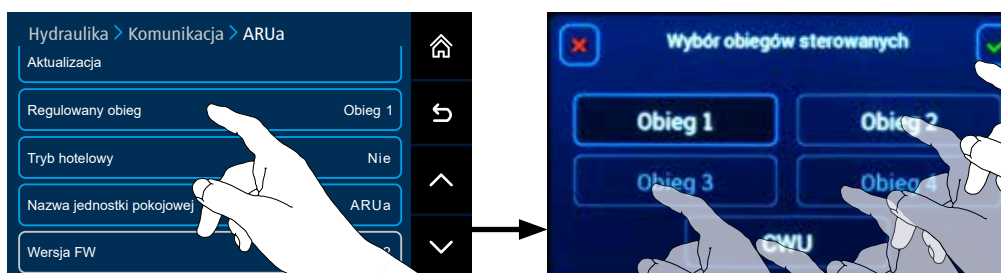 Hydraulika > Komunikacja > ARUa
Aktualizacja
Regulowany obieg Obieg 1
Tryb hotelowy Nie
Nazwa jednostki pokojowej ARUa
Wersja FW
Wybór obiegów sterowanych
Obieg 1 Obieg 2
Obieg 3 Obieg 4
CWU